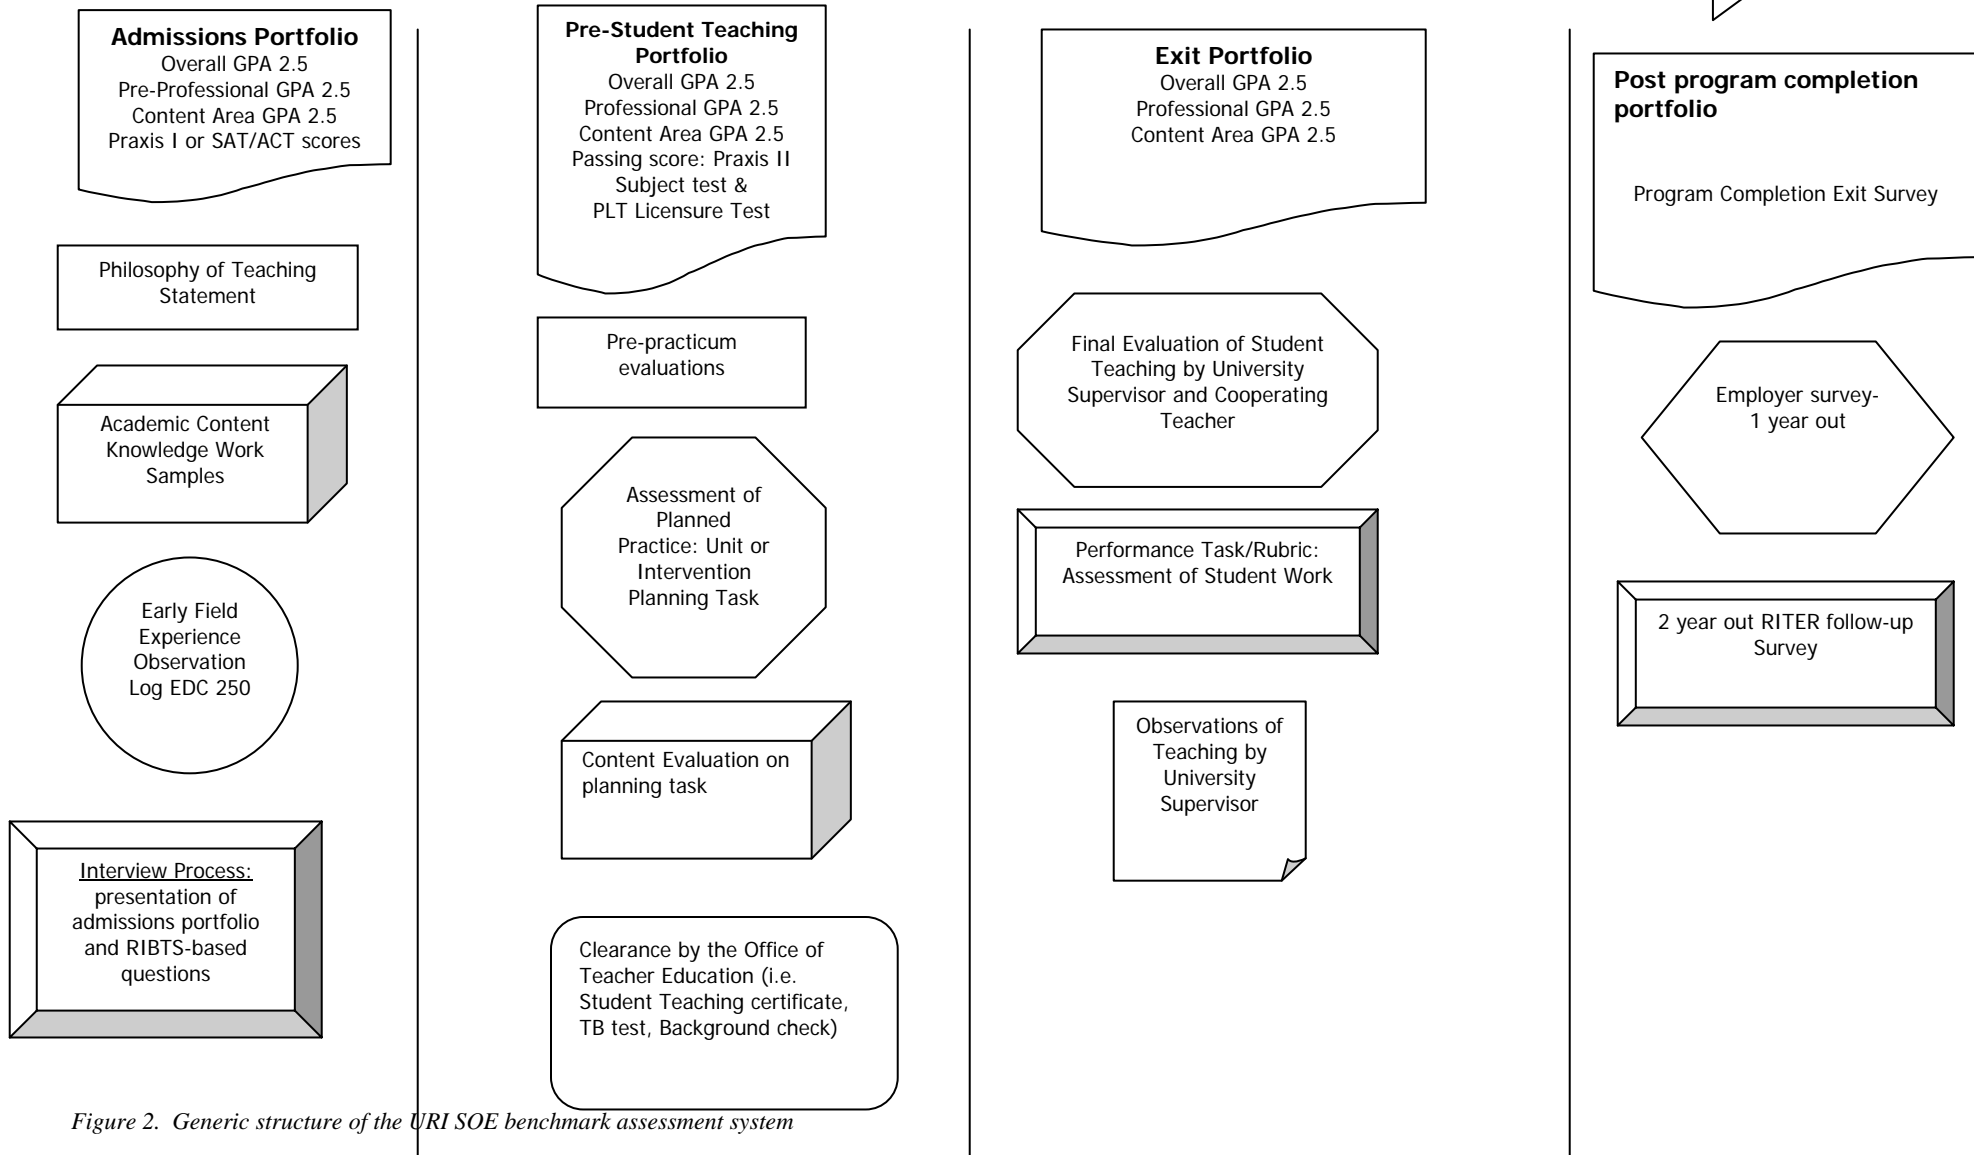 Admissions Portfolio
Overall GPA 2.5
Pre-Professional GPA 2.5
Content Area GPA 2.5
Praxis I or SAT/ACT scores
Philosophy of Teaching
Statement
Academic Content
Knowledge Work
Samples
Early Field
Experience
Observation
Log EDC 250
Interview Process:
presentation of
admissions portfolio
and RIBTS-based
questions
Pre-Student Teaching
Portfolio
Overall GPA 2.5
Professional GPA 2.5
Content Area GPA 2.5
Passing score: Praxis II
Subject test &
PLT Licensure Test
Pre-practicum
evaluations
Assessment of
Planned
Practice: Unit or
Intervention
Planning Task
Content Evaluation on
planning task
Clearance by the Office of
Teacher Education (i.e.
Student Teaching certificate,
TB test, Background check)
Exit Portfolio
Overall GPA 2.5
Professional GPA 2.5
Content Area GPA 2.5
Final Evaluation of Student
Teaching by University
Supervisor and Cooperating
Teacher
Performance Task/Rubric:
Assessment of Student Work
Observations of
Teaching by
University
Supervisor
Post program completion
portfolio
Program Completion Exit Survey
Employer survey-
1 year out
2 year out RITER follow-up
Survey
Figure 2.  Generic structure of the URI SOE benchmark assessment system